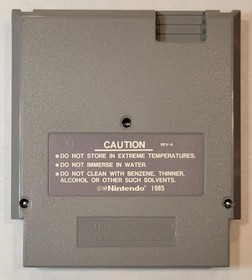 CAUTION REV-A
•DO NOT STORE IN EXTREME TEMPERATURES.
•DO NOT IMMERSE IN WATER.
•DO NOT CLEAN WITH BENZENE, THINNER,
ALCOHOL OR OTHER SUCH SOLVENTS.
©Nintendo 1985